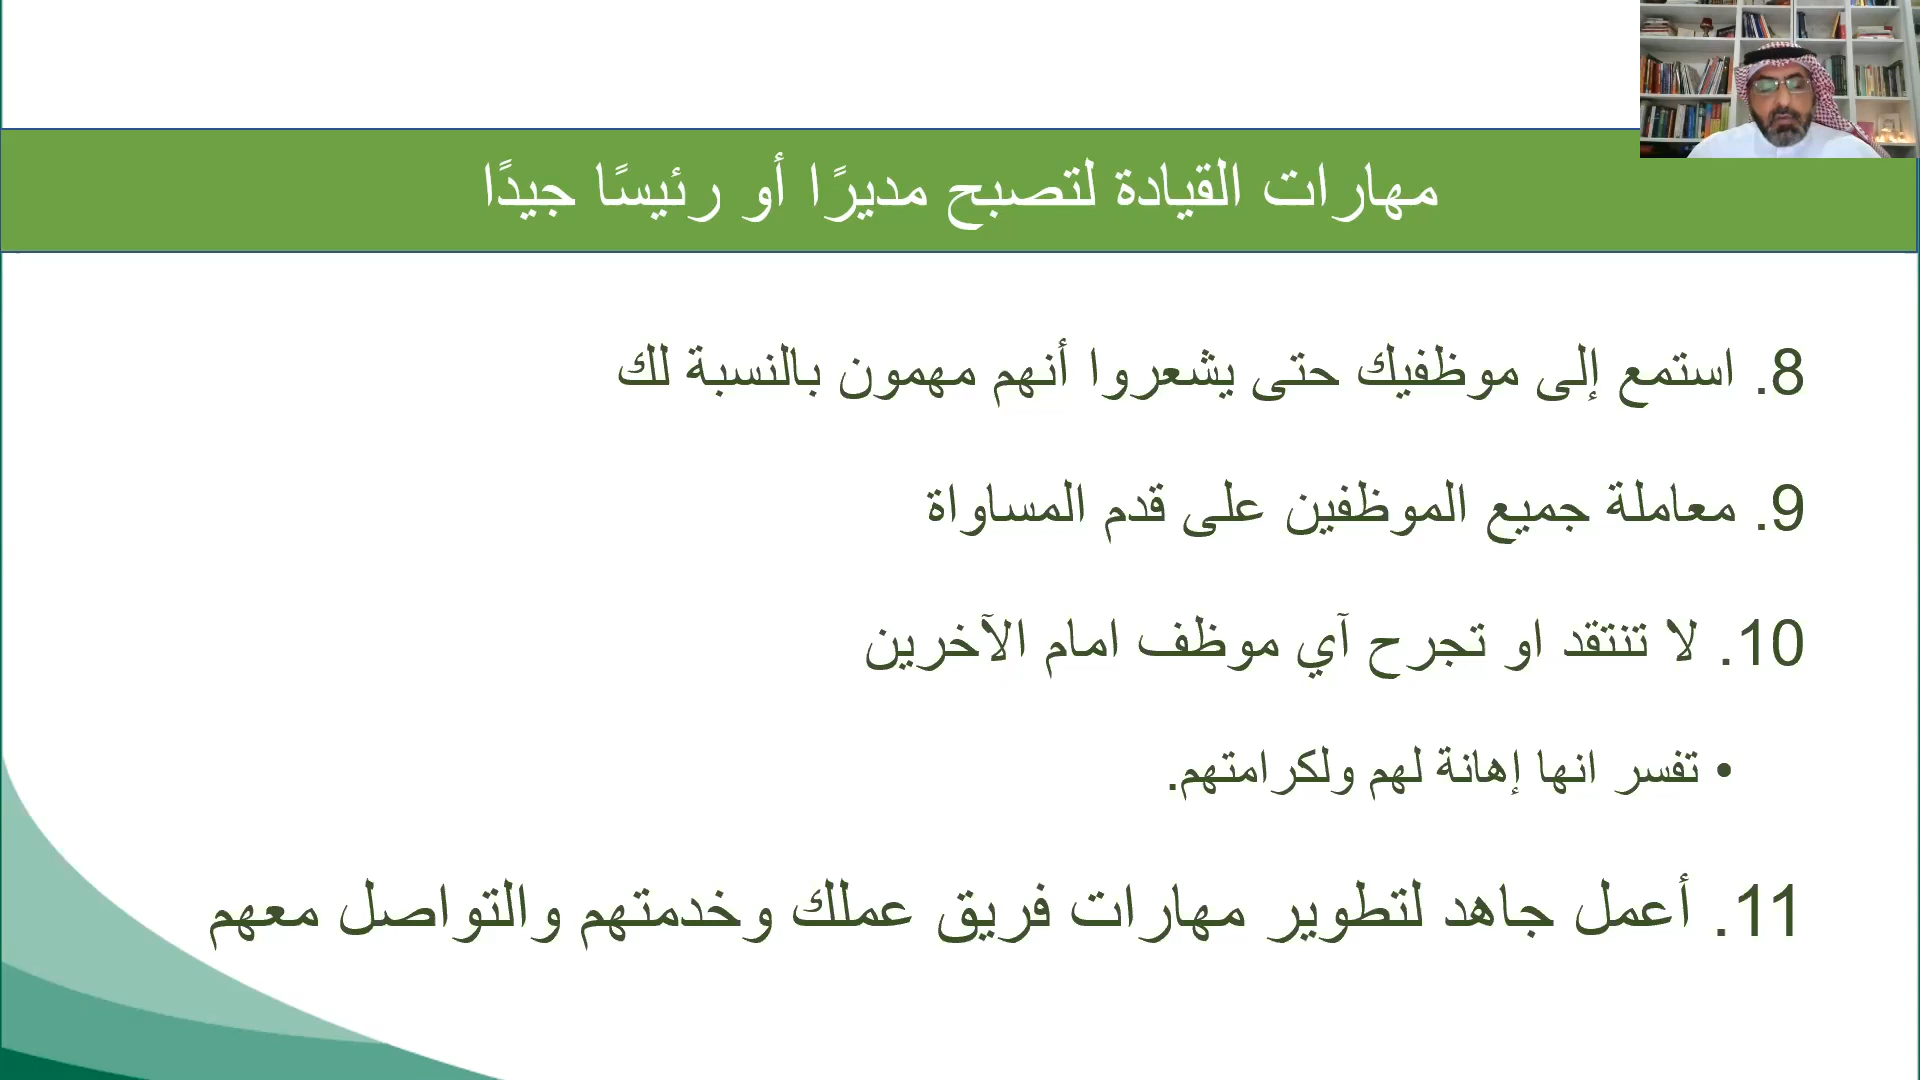 مهارات القيادة لتصبح مديرًا أو رئيسًا جيدًا
8. استمع إلى موظفيك حتى يشعروا أنهم مهمون بالنسبة لك
9. معاملة جميع الموظفين على قدم المساواة
10. لا تنتقد او تجرح آي موظف امام الآخرين
• تفسر انها إهانة لهم ولكرامتهم.
11. أعمل جاهد لتطوير مهارات فريق عملك وخدمتهم والتواصل معهم